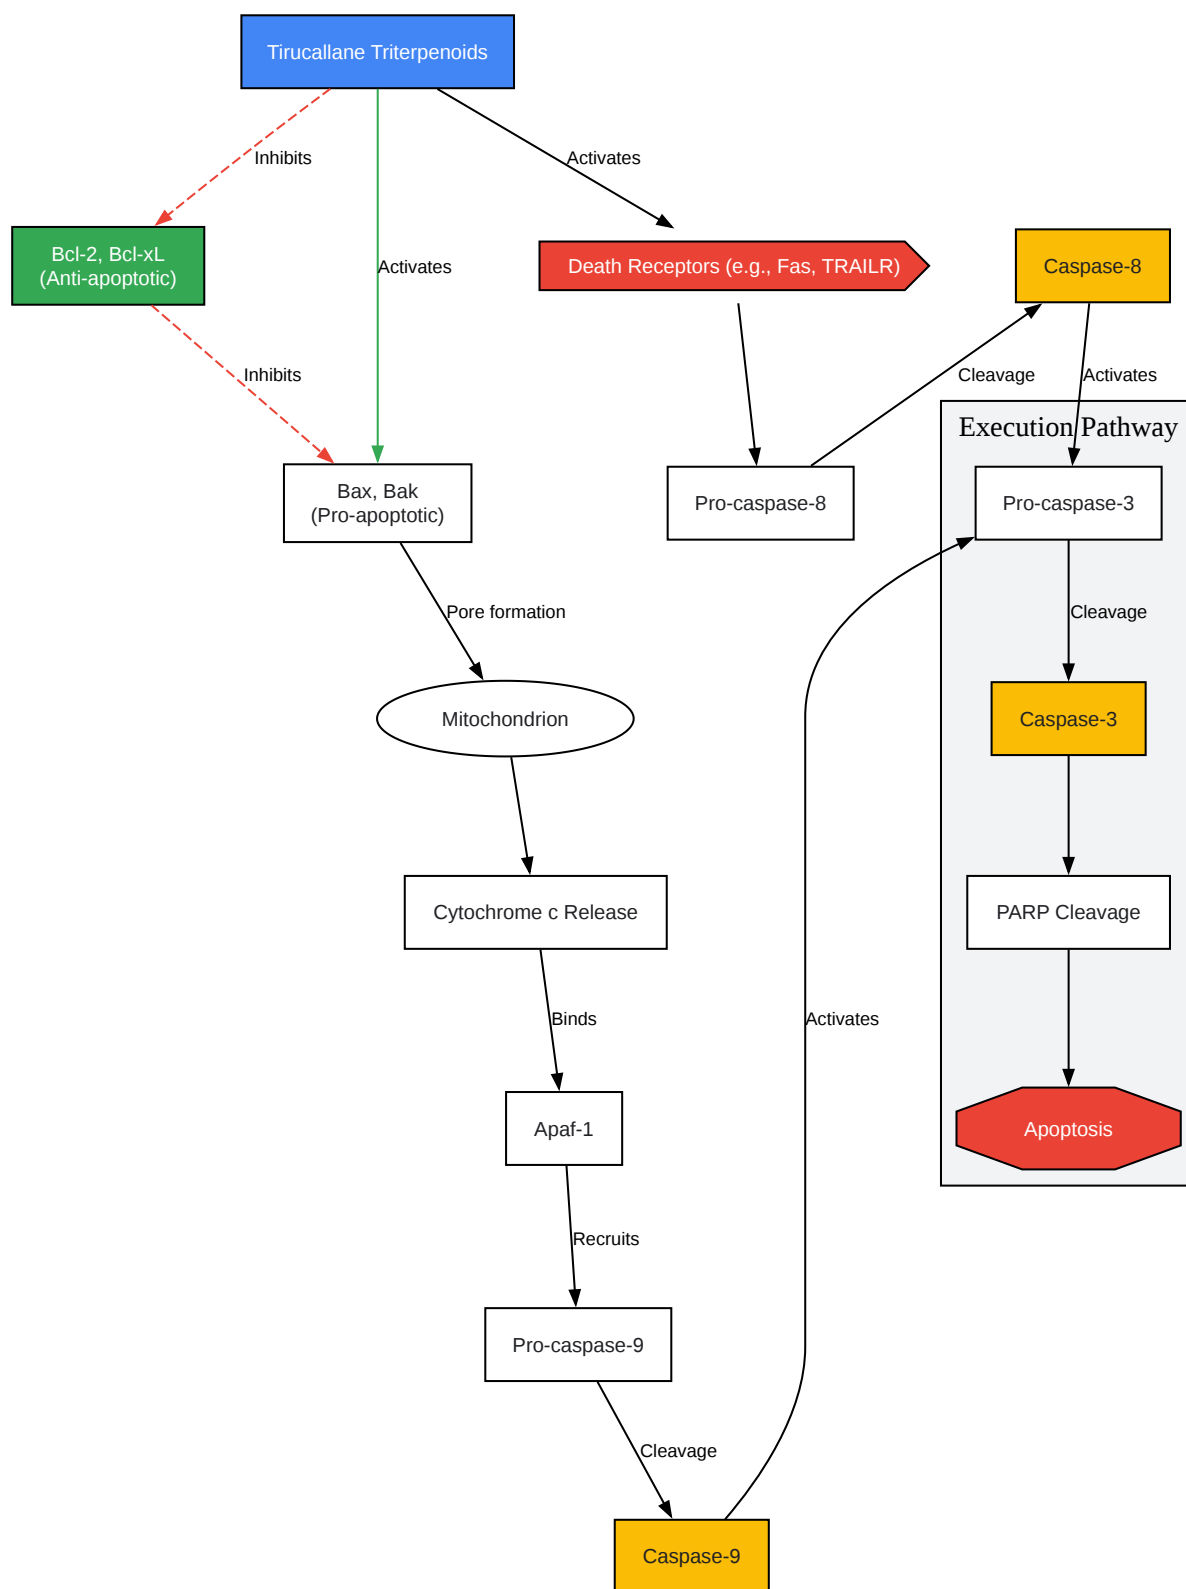 Tirucallane Triterpenoids
Inhibits
Activates
Bcl-2, Bcl-xL
(Anti-apoptotic)
Activates
Death Receptors (e.g., Fas, TRAILR)
Caspase-8
Inhibits
Cleavage
Activates
Execution Pathway
Bax, Bak
(Pro-apoptotic)
Pro-caspase-8
Pro-caspase-3
Pore formation
Cleavage
Mitochondrion
Caspase-3
Cytochrome c Release
PARP Cleavage
Binds
Activates
Apaf-1
Apoptosis
Recruits
Pro-caspase-9
Cleavage
Caspase-9